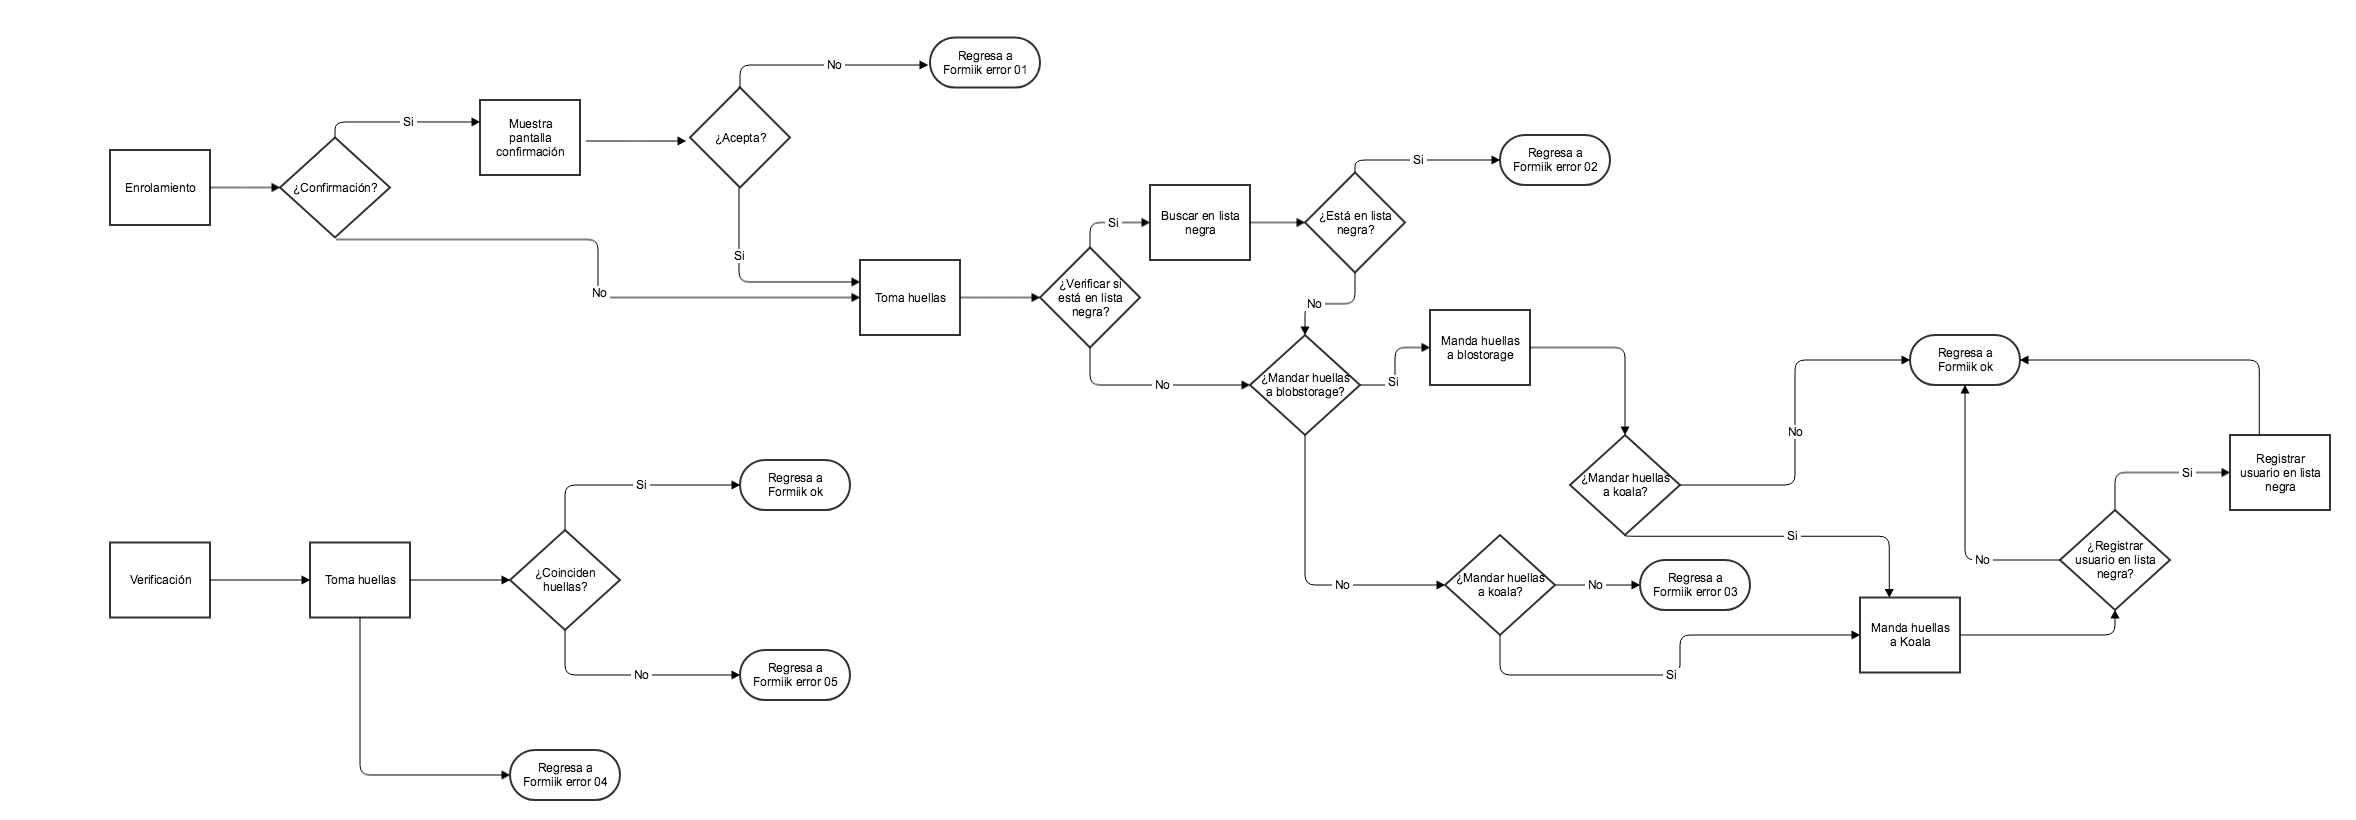 Enrolamiento
¿Confirmación?
Si
Muestra
pantalla
confirmación
¿Acepta?
No
Regresa a
Formiik error 01
Si
No
Toma huellas
¿Verificar si
está en lista
negra?
Si
Buscar en lista
negra
¿Está en lista
negra?
Si
Regresa a
Formiik error 02
No
No
¿Mandar huellas
a blobstorage?
Si
Manda huellas
a blostorage
¿Mandar huellas
a koala?
No
Regresa a
Formiik ok
Si
No
¿Mandar huellas
a koala?
No
Regresa a
Formiik error 03
Si
Manda huellas
a Koala
¿Registrar
usuario en lista
negra?
No
Si
Registrar
usuario en lista
negra
Verificación
Toma huellas
¿Coinciden
huellas?
Si
Regresa a
Formiik ok
No
Regresa a
Formiik error 05
Regresa a
Formiik error 04